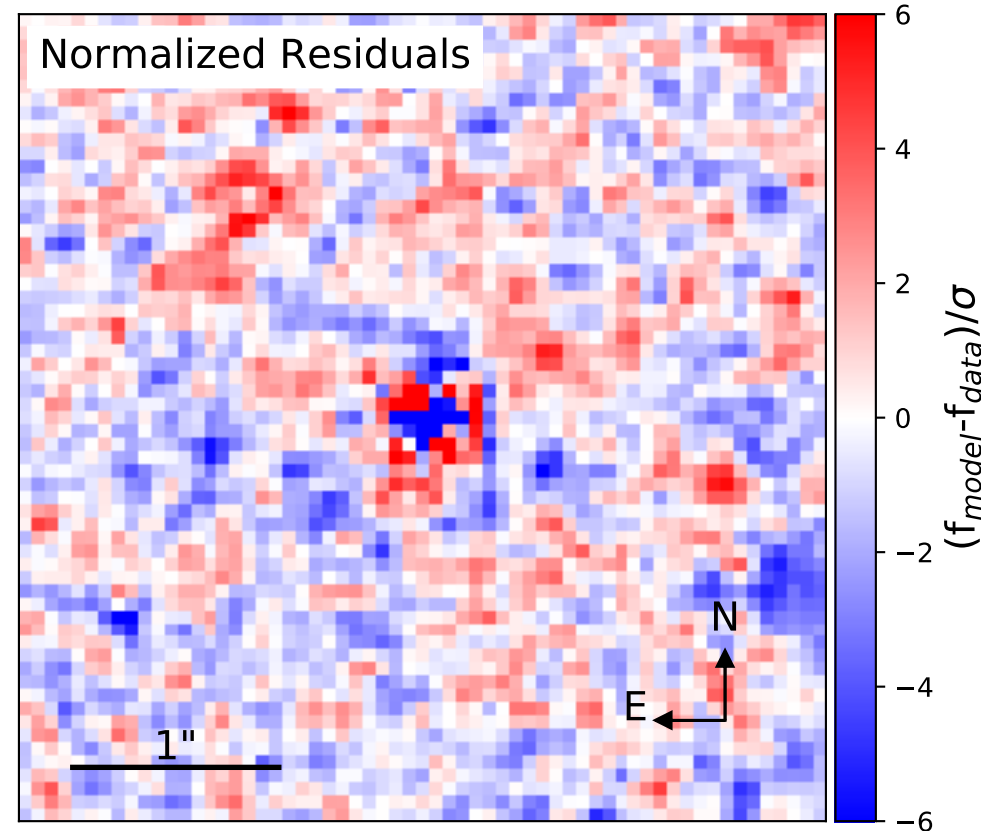 Normalized Residuals
6
4
2
0
−2
−4
−6
(f_model-f_data)/σ
N
E
1"